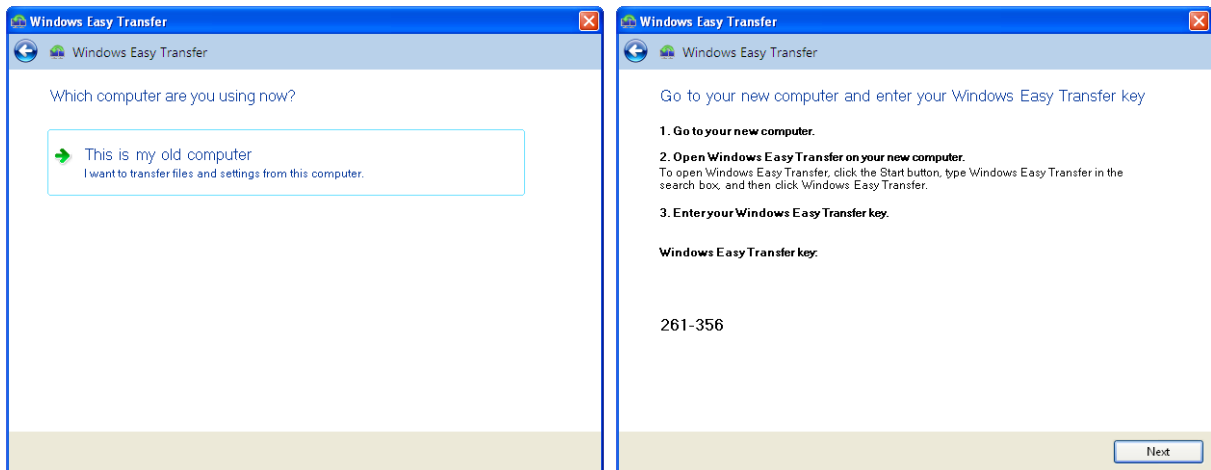 Windows Easy Transfer
Windows Easy Transfer
Which computer are you using now?
This is my old computer
I want to transfer files and settings from this computer.
Windows Easy Transfer
Windows Easy Transfer
Go to your new computer and enter your Windows Easy Transfer key
1. Go to your new computer.
2. Open Windows Easy Transfer on your new computer.
To open Windows Easy Transfer, click the Start button, type Windows Easy Transfer in the
search box, and then click Windows Easy Transfer.
3. Enter your Windows Easy Transfer key.
Windows Easy Transfer key:
261-356
Next